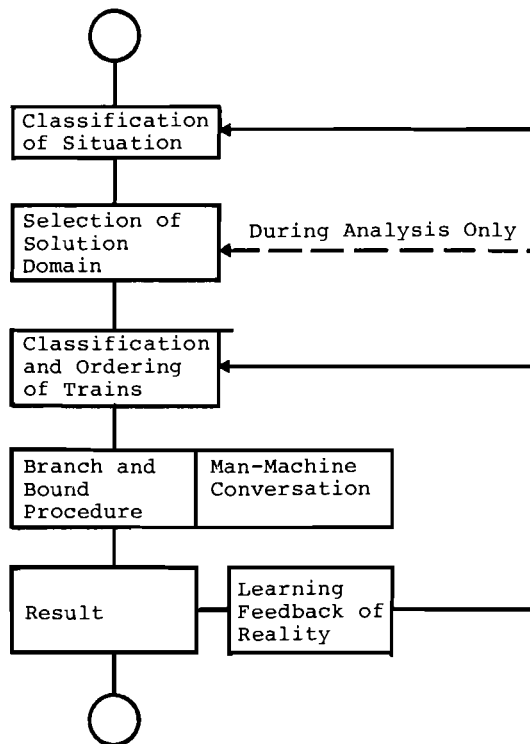 Classification
of Situation
Selection of
Solution
Domain
During Analysis Only
Classification
and Ordering
of Trains
Branch and
Bound
Procedure
Man-Machine
Conversation
Result
Learning
Feedback of
Reality